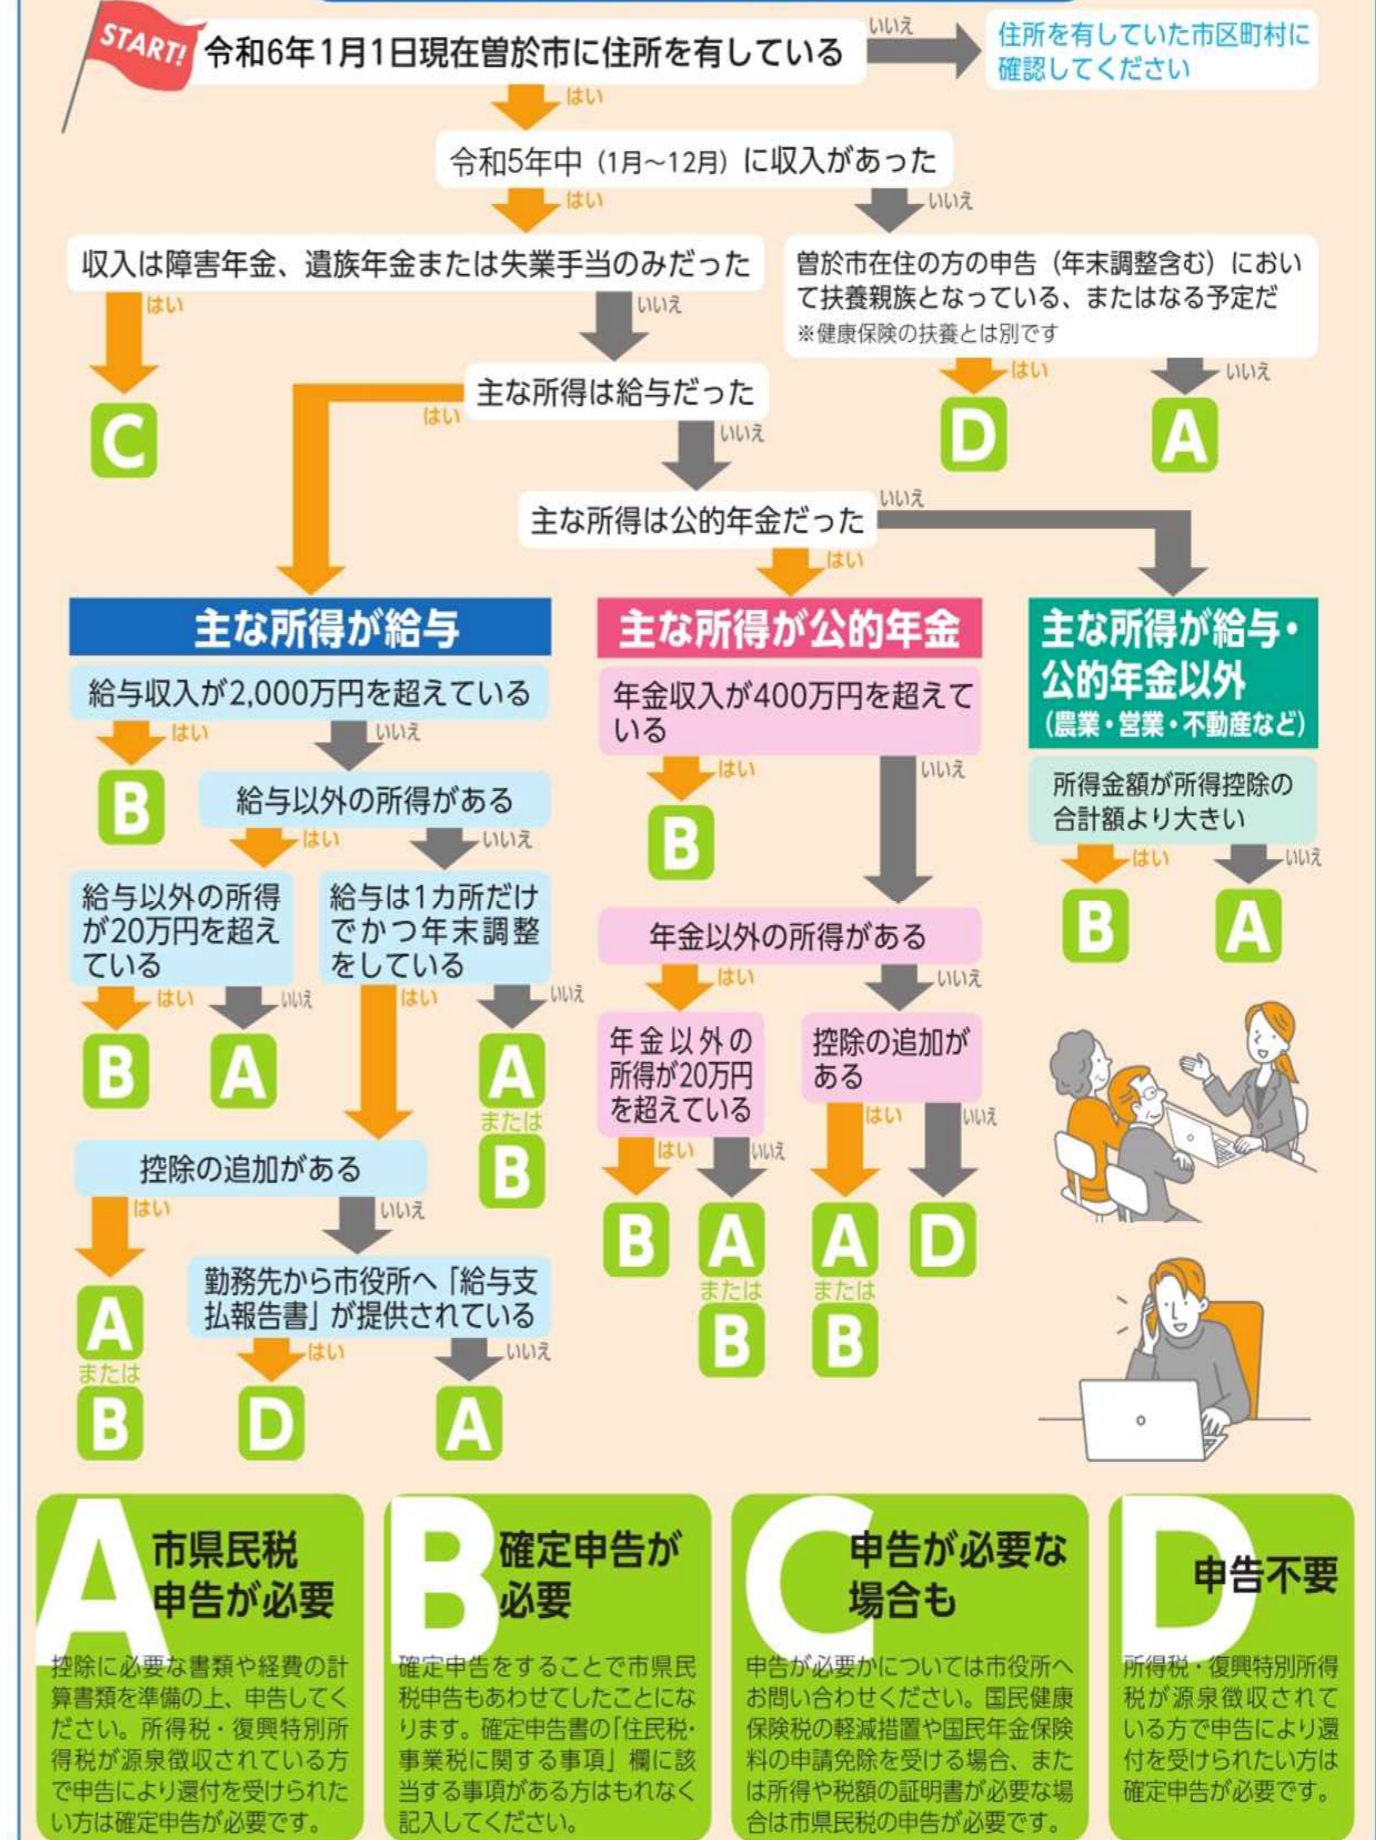 START!
令和6年1月1日現在曽於市に住所を有している
いいえ
住所を有していた市区町村に
確認してください
はい
令和5年中（1月～12月）に収入があった
はい
いいえ
収入は障害年金、遺族年金または失業手当のみだった
はい
いいえ
曽於市在住の方の申告（年末調整含む）におい
て扶養親族となっている、またはなる予定だ
※健康保険の扶養とは別です
はい
いいえ
C
D
A
主な所得は給与だった
はい
いいえ
主な所得は公的年金だった
いいえ
はい
主な所得が給与
給与収入が2,000万円を超えている
はい
いいえ
B
給与以外の所得がある
はい
いいえ
給与以外の所得
が20万円を超え
ている
はい
いいえ
B
A
給与は1カ所だけ
でかつ年末調整
をしている
はい
いいえ
A
または
B
控除の追加がある
はい
いいえ
A
または
B
勤務先から市役所へ「給与支
払報告書」が提供されている
はい
いいえ
D
A
主な所得が公的年金
年金収入が400万円を超えて
いる
はい
いいえ
B
年金以外の所得がある
はい
いいえ
年金以外の
所得が20万円
を超えている
はい
いいえ
B
A
または
B
控除の追加が
ある
はい
いいえ
A
または
B
D
主な所得が給与・
公的年金以外
（農業・営業・不動産など）
所得金額が所得控除の
合計額より大きい
はい
いいえ
B
A
A
市県民税
申告が必要
控除に必要な書類や経費の計
算書類を準備の上、申告してく
ださい。所得税・復興特別所
得税が源泉徴収されている方
で申告により還付を受けられた
い方は確定申告が必要です。
B
確定申告が
必要
確定申告をすることで市県民
税申告もあわせてしたことにな
ります。確定申告書の「住民税・
事業税に関する事項」欄に該
当する事項がある方はもれなく
記入してください。
C
申告が必要な
場合も
申告が必要かについては市役所へ
お問い合わせください。国民健康
保険税の軽減措置や国民年金保険
料の申請免除を受ける場合、また
は所得や税額の証明書が必要な場
合は市県民税の申告が必要です。
D
申告不要
所得税・復興特別所得
税が源泉徴収されて
いる方で申告により還
付を受けられたい方は
確定申告が必要です。